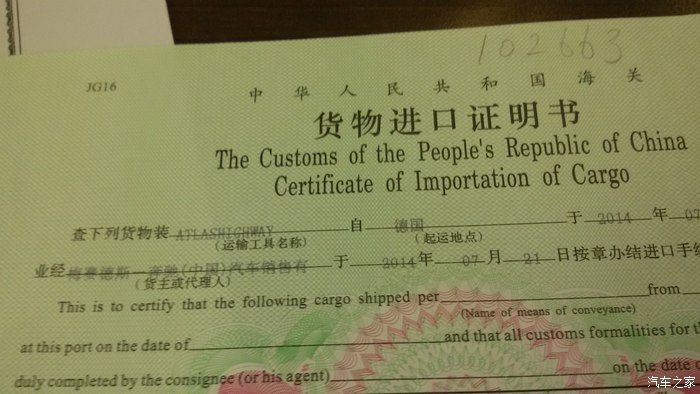 102663
JG16
中华人民共和国海关
货物进口证明书
The Customs of the People's Republic of China
Certificate of Importation of Cargo
查下列货物装 ATLASHIGHWAY 自 德国 于 2014 年 07
(运输工具名称) (起运地点)
业经 梅赛德斯—奔驰(中国)汽车销售有 于 2014年 07 月 21 日按章办结进口手
(货主或代理人)
This is to certify that the following cargo shipped per from
(Name of means of conveyance)
at this port on the date of and that all customs formalities for
duly completed by the consignee (or his agent) on the date
汽车之家